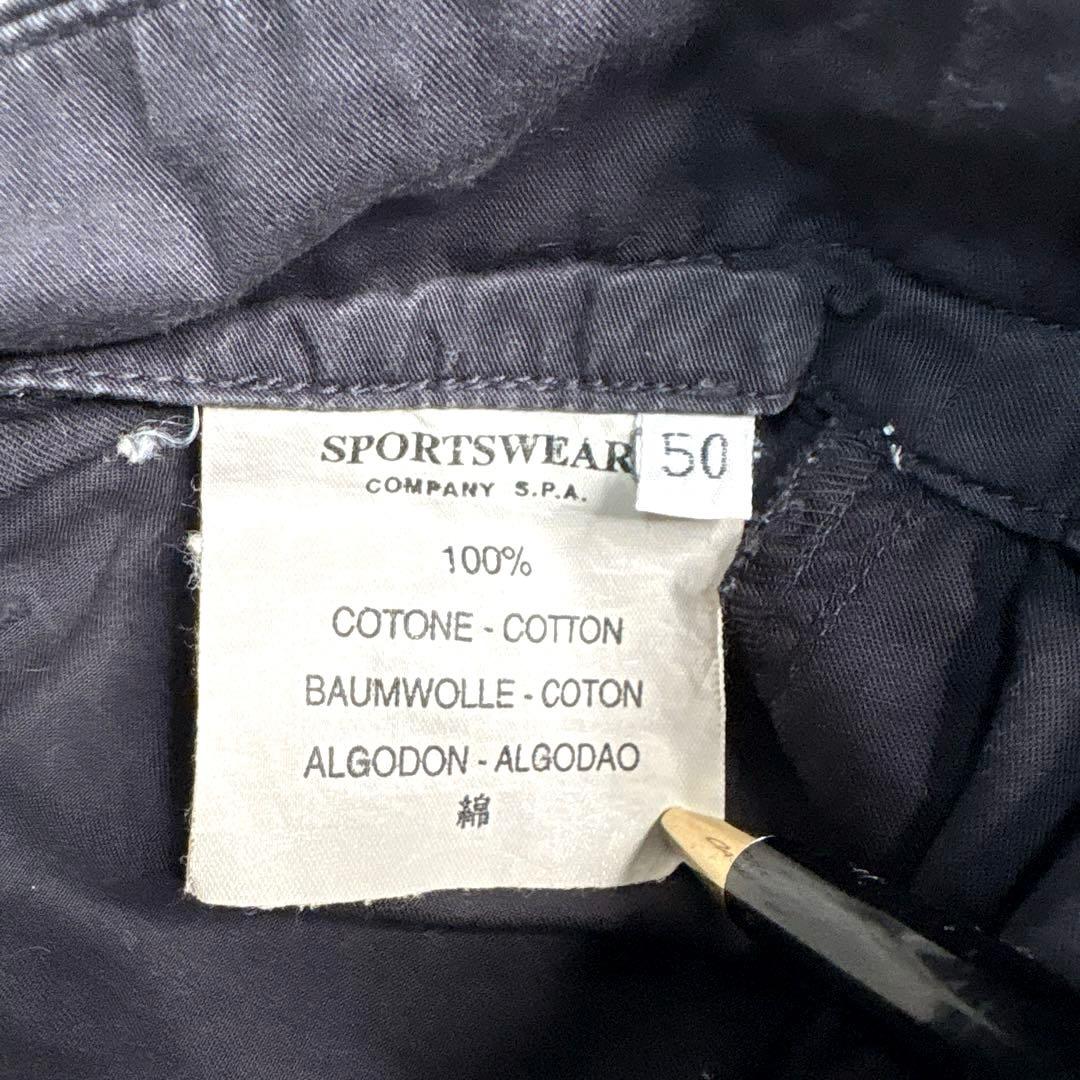 SPORTSWEAR
50
COMPANY S.P.A.
100%
COTONE - COTTON
BAUMWOLLE - COTON
ALGODON - ALGODAO
綿